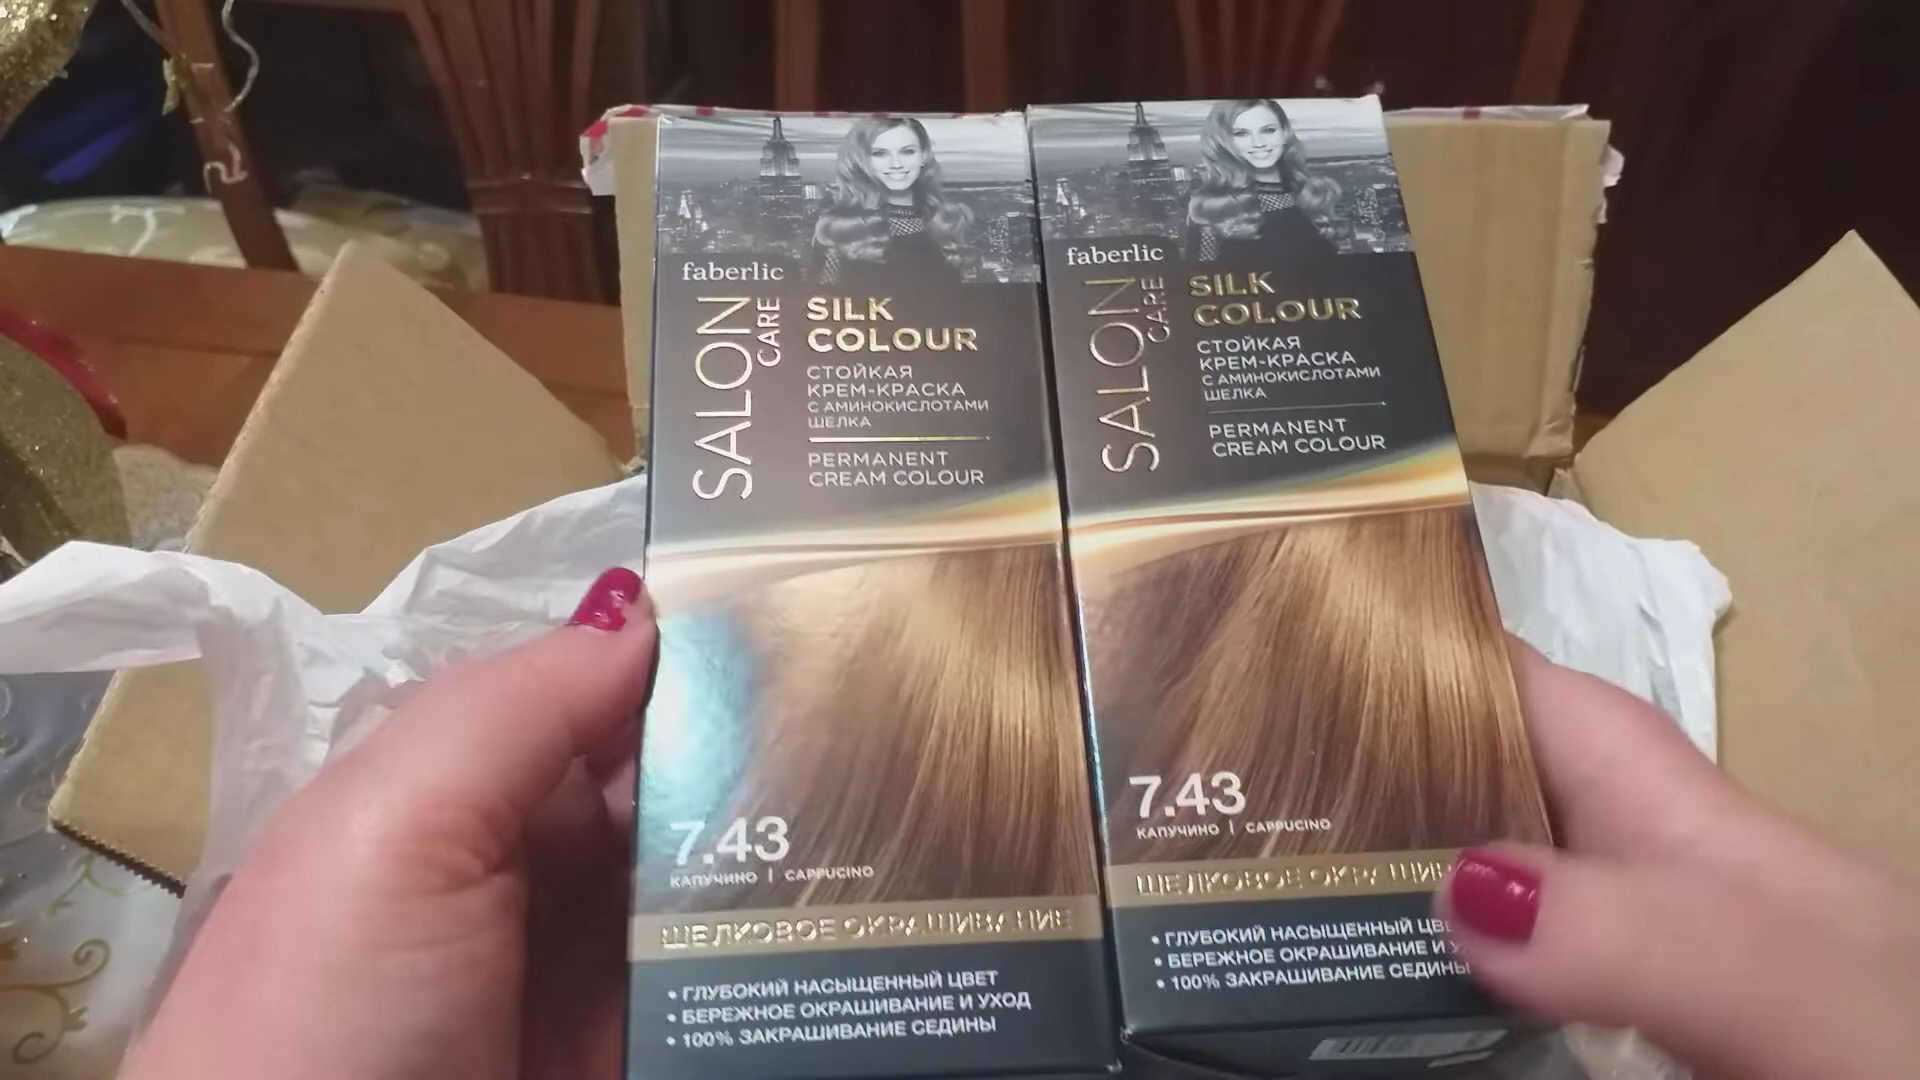 faberlic
SALON
CARE
SILK
COLOUR
СТОЙКАЯ
КРЕМ-КРАСКА
С АМИНОКИСЛОТАМИ
ШЕЛКА
PERMANENT
CREAM COLOUR
7.43
КАПУЧИНО | CAPPUCINO
ШЕЛКОВОЕ ОКРАШИВАНИЕ
• ГЛУБОКИЙ НАСЫЩЕННЫЙ ЦВЕТ
• БЕРЕЖНОЕ ОКРАШИВАНИЕ И УХОД
• 100% ЗАКРАШИВАНИЕ СЕДИНЫ
faberlic
SALON
CARE
SILK
COLOUR
СТОЙКАЯ
КРЕМ-КРАСКА
С АМИНОКИСЛОТАМИ
ШЕЛКА
PERMANENT
CREAM COLOUR
7.43
КАПУЧИНО | CAPPUCINO
ШЕЛКОВОЕ
• ГЛУБОКИЙ НАСЫЩЕННЫЙ
• БЕРЕЖНОЕ ОКРАШИВАНИЕ И
• 100% ЗАКРАШИВАНИЕ СЕДИНЫ